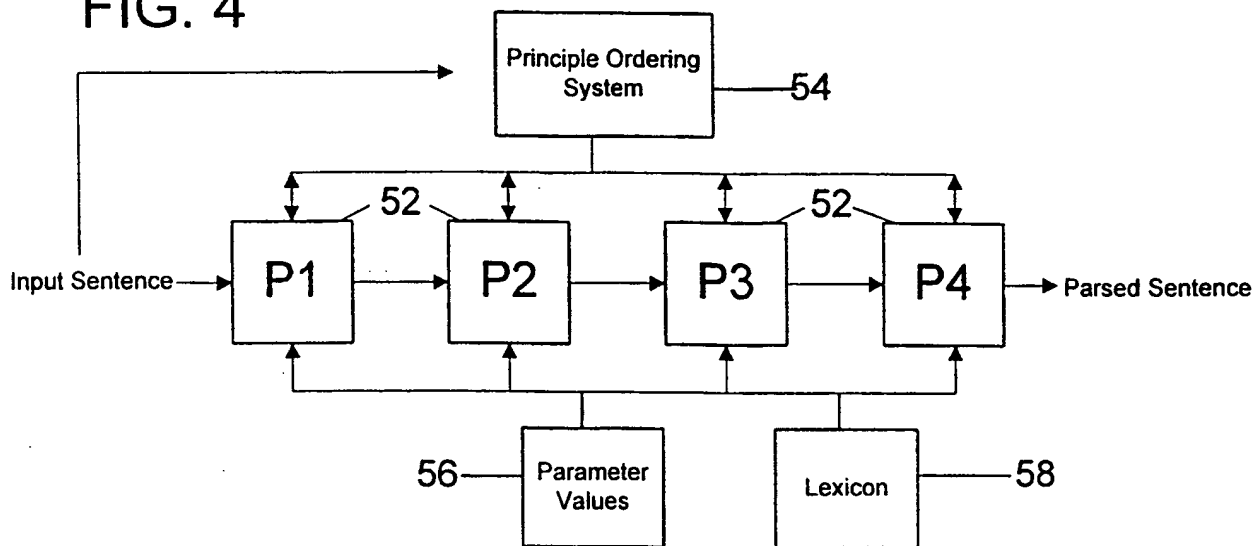 FIG. 4
Principle Ordering
System
54
52
52
Input Sentence
P1
P2
P3
P4
Parsed Sentence
56
Parameter
Values
Lexicon
58